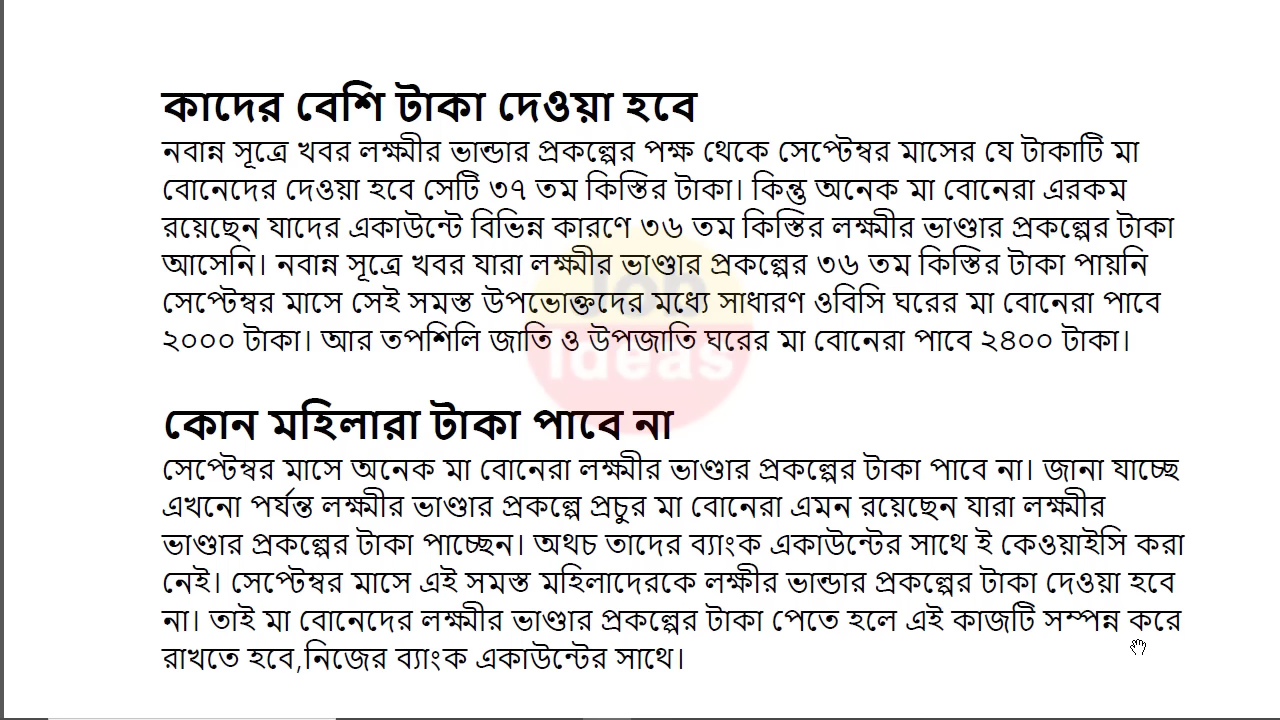 কাদের বেশি টাকা দেওয়া হবে
নবান্ন সূত্রে খবর লক্ষ্মীর ভান্ডার প্রকল্পের পক্ষ থেকে সেপ্টেম্বর মাসের যে টাকাটি মা
বোনেদের দেওয়া হবে সেটি ৩৭ তম কিস্তির টাকা। কিন্তু অনেক মা বোনেরা এরকম
রয়েছেন যাদের একাউন্টে বিভিন্ন কারণে ৩৬ তম কিস্তির লক্ষ্মীর ভাণ্ডার প্রকল্পের টাকা
আসেনি। নবান্ন সূত্রে খবর যারা লক্ষ্মীর ভাণ্ডার প্রকল্পের ৩৬ তম কিস্তির টাকা পায়নি
সেপ্টেম্বর মাসে সেই সমস্ত উপভোক্তদের মধ্যে সাধারণ ওবিসি ঘরের মা বোনেরা পাবে
২০০০ টাকা। আর তপশিলি জাতি ও উপজাতি ঘরের মা বোনেরা পাবে ২৪০০ টাকা।
Job
Ideas
কোন মহিলারা টাকা পাবে না
সেপ্টেম্বর মাসে অনেক মা বোনেরা লক্ষ্মীর ভাণ্ডার প্রকল্পের টাকা পাবে না। জানা যাচ্ছে
এখনো পর্যন্ত লক্ষ্মীর ভাণ্ডার প্রকল্পে প্রচুর মা বোনেরা এমন রয়েছেন যারা লক্ষ্মীর
ভাণ্ডার প্রকল্পের টাকা পাচ্ছেন। অথচ তাদের ব্যাংক একাউন্টের সাথে ই কেওয়াইসি করা
নেই। সেপ্টেম্বর মাসে এই সমস্ত মহিলাদেরকে লক্ষীর ভান্ডার প্রকল্পের টাকা দেওয়া হবে
না। তাই মা বোনেদের লক্ষ্মীর ভাণ্ডার প্রকল্পের টাকা পেতে হলে এই কাজটি সম্পন্ন করে
রাখতে হবে,নিজের ব্যাংক একাউন্টের সাথে।